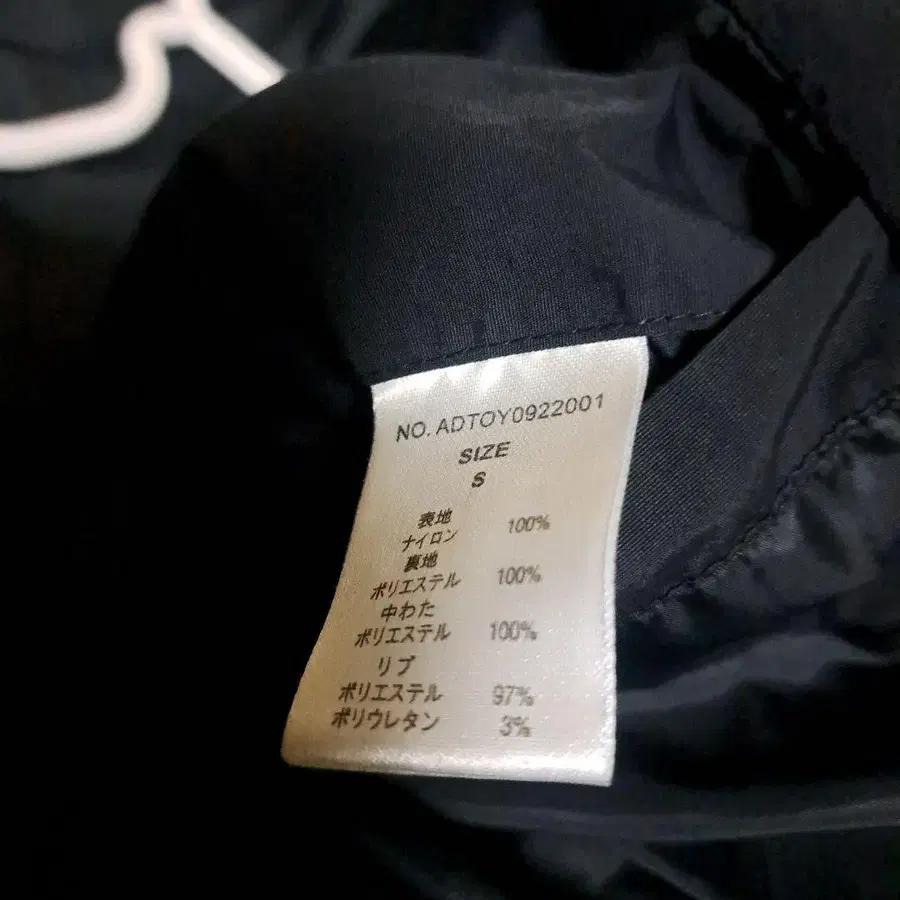 NO. ADTOY0922001
SIZE
S
表地
ナイロン 100%
裏地
ポリエステル 100%
中わた
ポリエステル 100%
リブ
ポリエステル 97%
ポリウレタン 3%